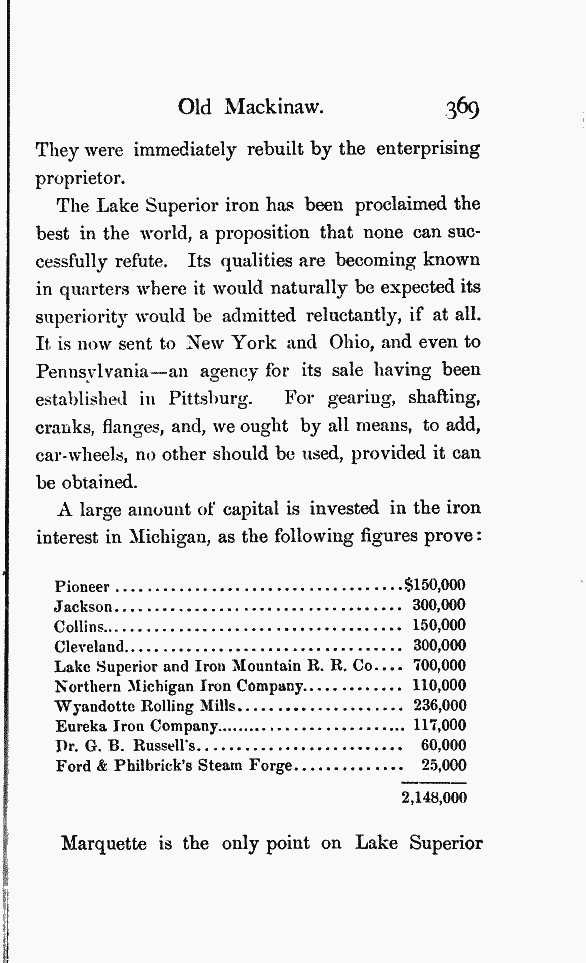 Old Mackinaw. 369
They were immediately rebuilt by the enterprising
proprietor.
The Lake Superior iron has been proclaimed the
best in the world, a proposition that none can suc-
cessfully refute. Its qualities are becoming known
in quarters where it would naturally be expected its
superiority would be admitted reluctantly, if at all.
It is now sent to New York and Ohio, and even to
Pennsylvania—an agency for its sale having been
established in Pittsburg. For gearing, shafting,
cranks, flanges, and, we ought by all means, to add,
car-wheels, no other should be used, provided it can
be obtained.
A large amount of capital is invested in the iron
interest in Michigan, as the following figures prove:
Pioneer ................................... $150,000
Jackson................................... 300,000
Collins.................................... 150,000
Cleveland.................................. 300,000
Lake Superior and Iron Mountain R. R. Co.... 700,000
Northern Michigan Iron Company............. 110,000
Wyandotte Rolling Mills..................... 236,000
Eureka Iron Company........................ 117,000
Dr. G. B. Russell's.......................... 60,000
Ford & Philbrick's Steam Forge.............. 25,000
2,148,000
Marquette is the only point on Lake Superior